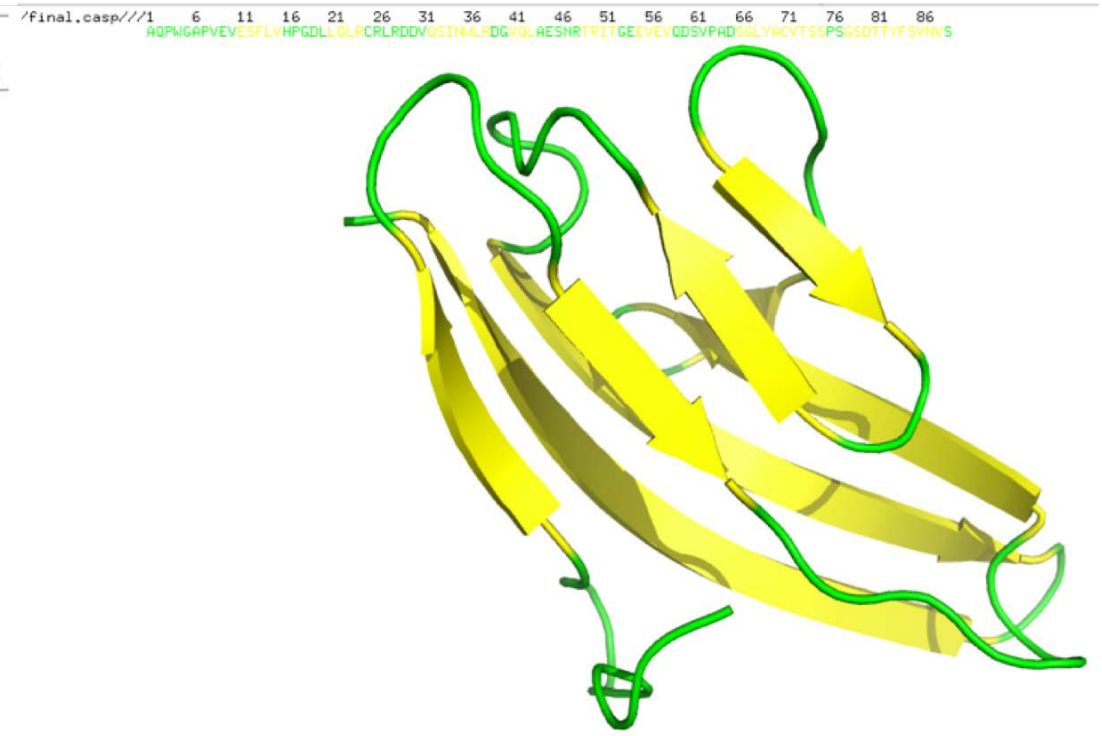 /final.casp///1 6 11 16 21 26 31 36 41 46 51 56 61 66 71 76 81 86
AQPWGAPVEVESFLVHPGDLLQLRCRLRDDVQSINWLRDGVQLAESNRTRITGEEVEVQDSVPADSGLYACVTSSPSGSDTTYFSVNVS